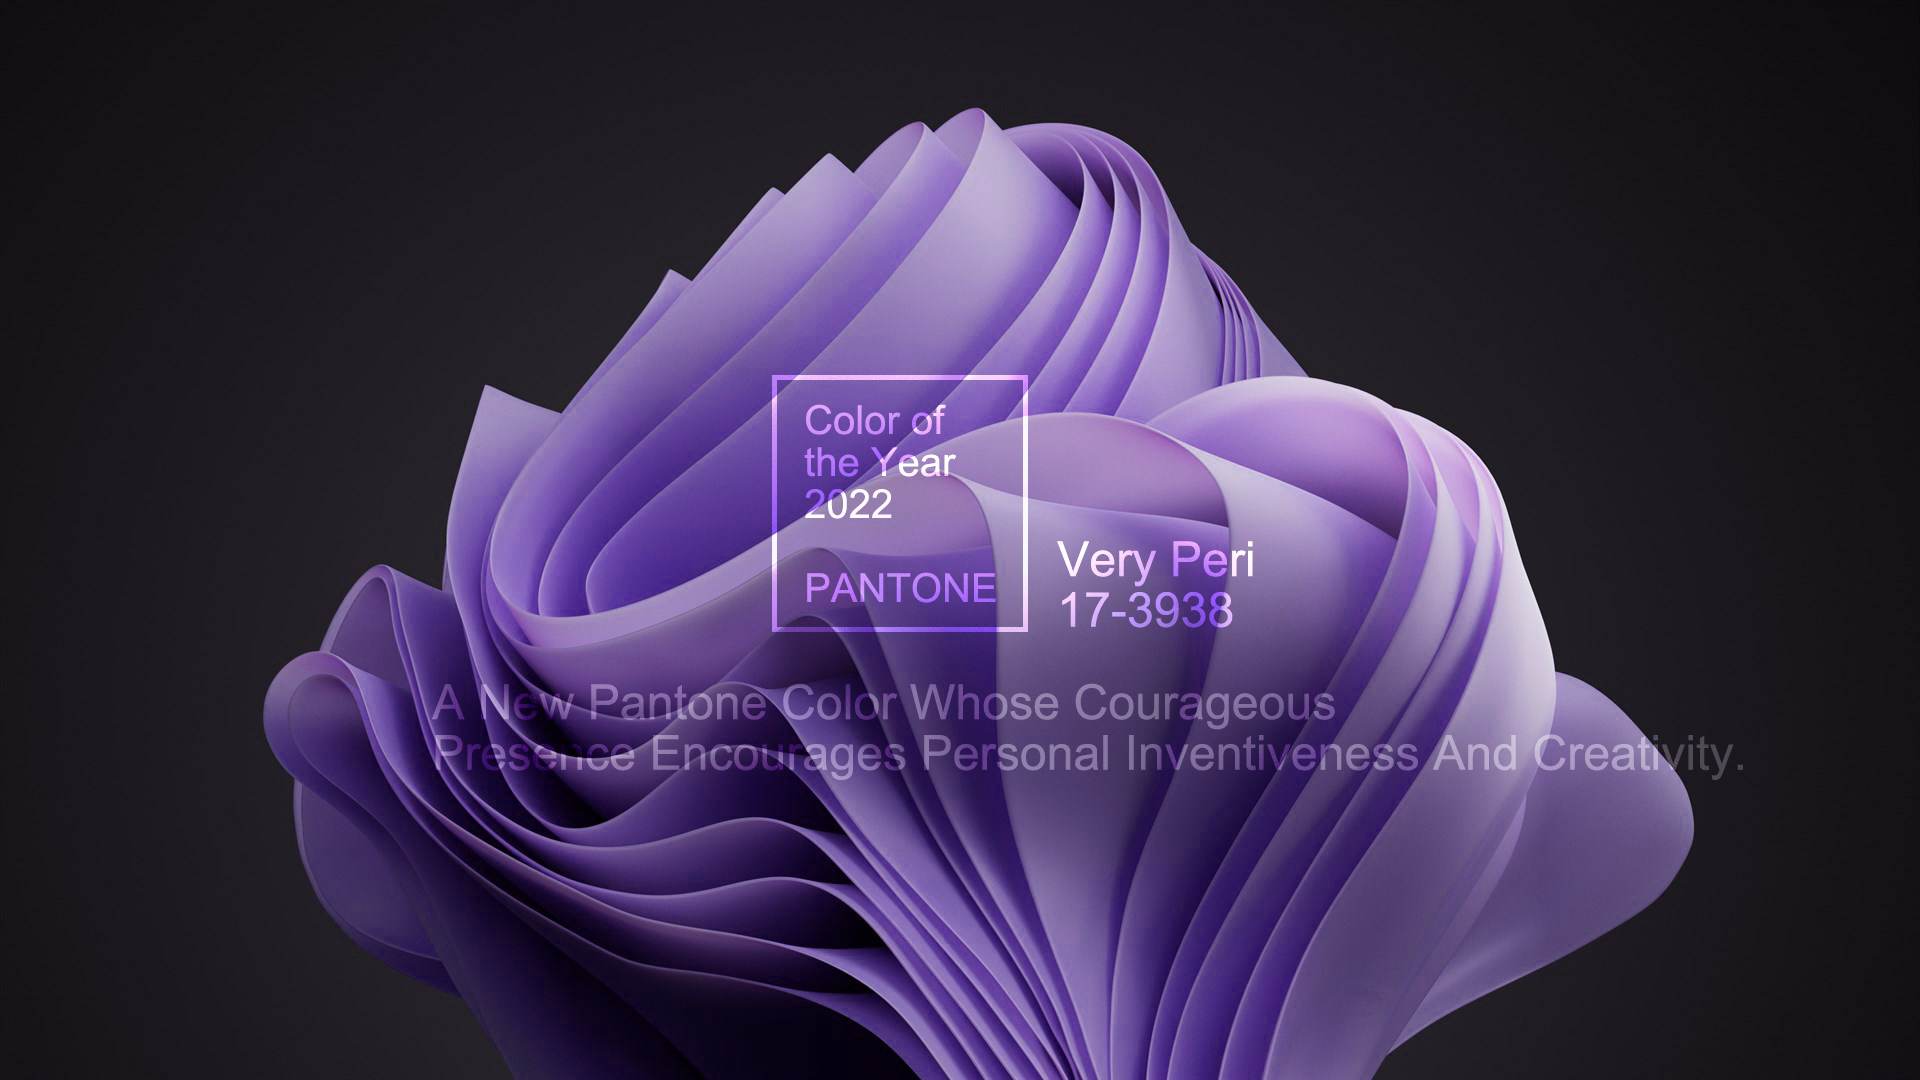 Color of
the Year
2022
PANTONE
Very Peri
17-3938
A New Pantone Color Whose Courageous
Presence Encourages Personal Inventiveness And Creativity.